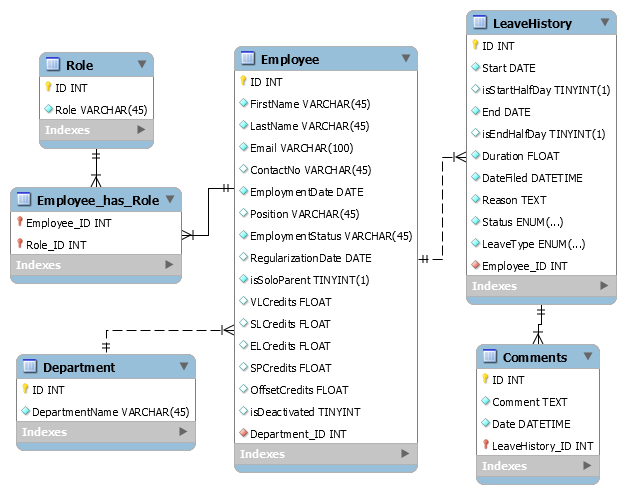 Role
ID INT
Role VARCHAR(45)
Indexes
Employee_has_Role
Employee_ID INT
Role_ID INT
Indexes
Department
ID INT
DepartmentName VARCHAR(45)
Indexes
Employee
ID INT
FirstName VARCHAR(45)
LastName VARCHAR(45)
Email VARCHAR(100)
ContactNo VARCHAR(45)
EmploymentDate DATE
Position VARCHAR(45)
EmploymentStatus VARCHAR(45)
RegularizationDate DATE
isSoloParent TINYINT(1)
VLCredits FLOAT
SLCredits FLOAT
ELCredits FLOAT
SPCredits FLOAT
OffsetCredits FLOAT
isDeactivated TINYINT
Department_ID INT
Indexes
LeaveHistory
ID INT
Start DATE
isStartHalfDay TINYINT(1)
End DATE
isEndHalfDay TINYINT(1)
Duration FLOAT
DateFiled DATETIME
Reason TEXT
Status ENUM(...)
LeaveType ENUM(...)
Employee_ID INT
Indexes
Comments
ID INT
Comment TEXT
Date DATETIME
LeaveHistory_ID INT
Indexes